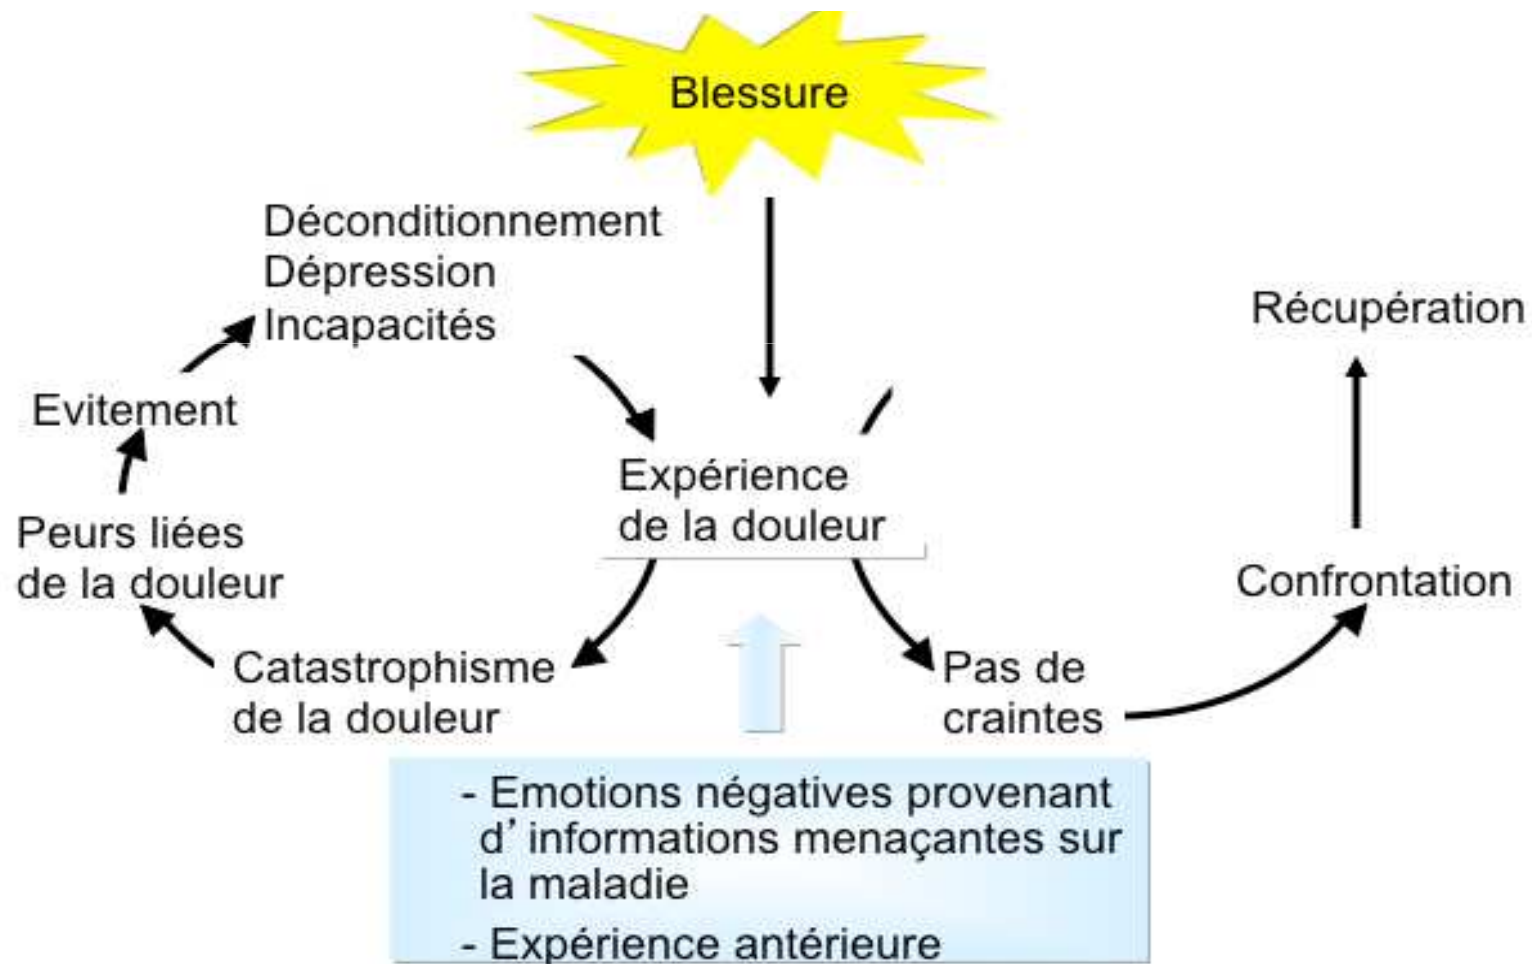 Blessure
Déconditionnement
Dépression
Incapacités
Récupération
Evitement
Expérience
de la douleur
Peurs liées
de la douleur
Confrontation
Catastrophisme
de la douleur
Pas de
craintes
- Emotions négatives provenant
d’ informations menaçantes sur
la maladie
- Expérience antérieure